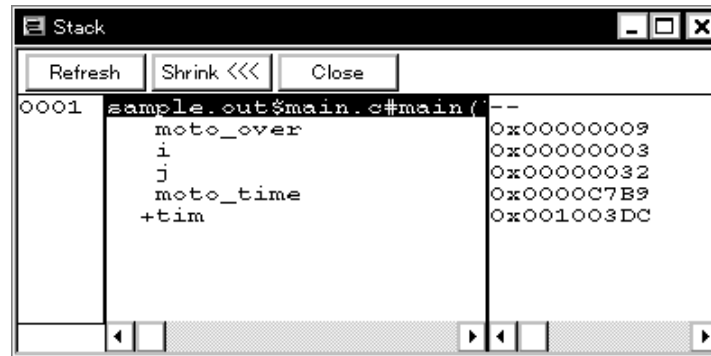 Stack
Refresh Shrink <<< Close
0001 sample.out$main.c#main( --
moto_over 0x00000009
i 0x00000003
j 0x00000032
moto_time 0x0000C7B9
+tim 0x001003DC